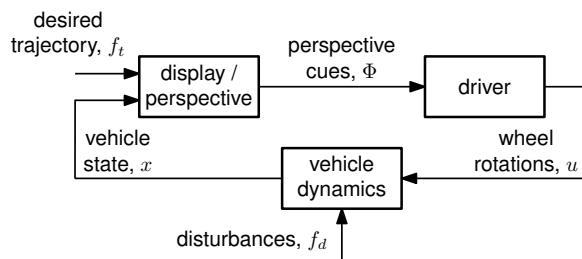 desired
trajectory, f_t
display /
perspective
perspective
cues, Φ
driver
vehicle
state, x
vehicle
dynamics
wheel
rotations, u
disturbances, f_d